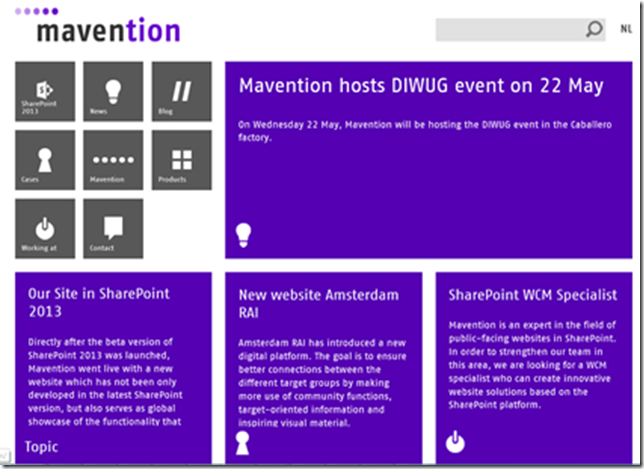 mavention
NL
SharePoint
2013
News
Blog
Cases
Mavention
Products
Working at
Contact
Mavention hosts DIWUG event on 22 May
On Wednesday 22 May, Mavention will be hosting the DIWUG event in the Caballero
factory.
Our Site in SharePoint
2013
Directly after the beta version of
SharePoint 2013 was launched,
Mavention went live with a new
website which has not been only
developed in the latest SharePoint
version, but also serves as global
showcase of the functionality that
Topic
New website Amsterdam
RAI
Amsterdam RAI has introduced a new
digital platform. The goal is to ensure
better connections between the
different target groups by making
more use of community functions,
target-oriented information and
inspiring visual material.
SharePoint WCM Specialist
Mavention is an expert in the field of
public-facing websites in SharePoint.
In order to strengthen our team in
this area, we are looking for a WCM
specialist who can create innovative
website solutions based on the
SharePoint platform.